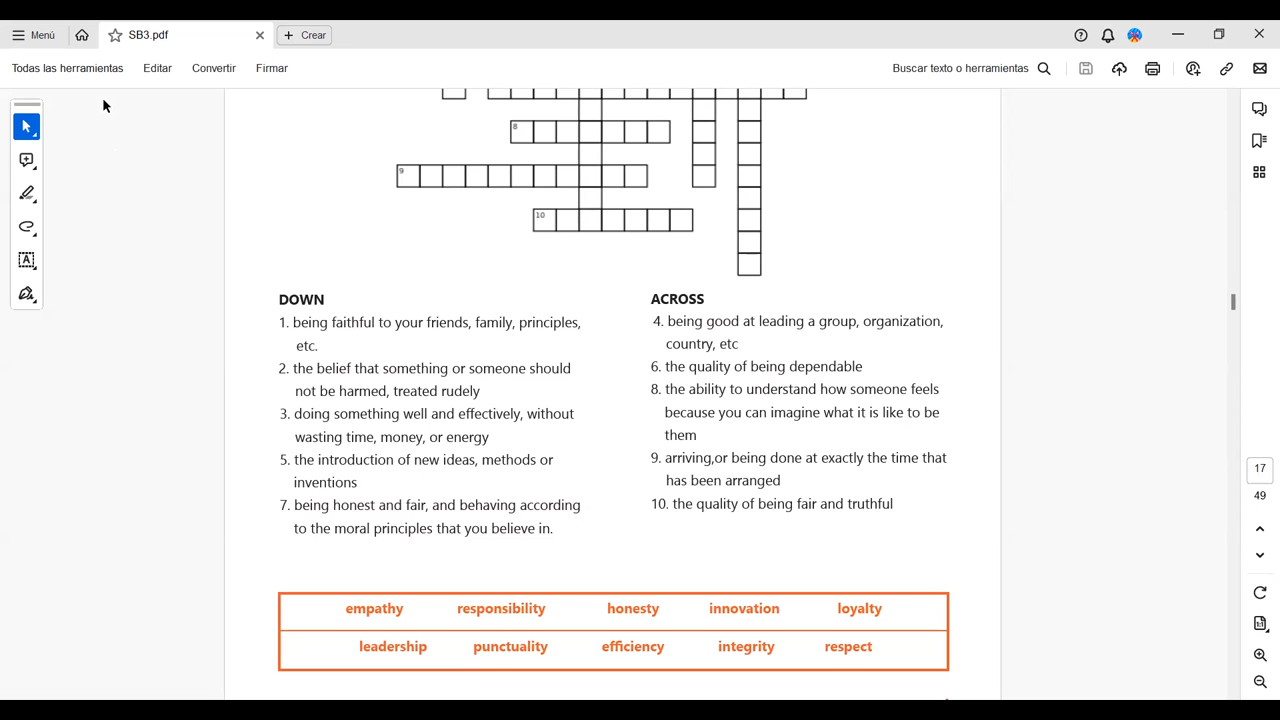 Menú
SB3.pdf
Crear
Todas las herramientas
Editar
Convertir
Firmar
Buscar texto o herramientas
8
9
10
DOWN
1. being faithful to your friends, family, principles,
etc.
2. the belief that something or someone should
not be harmed, treated rudely
3. doing something well and effectively, without
wasting time, money, or energy
5. the introduction of new ideas, methods or
inventions
7. being honest and fair, and behaving according
to the moral principles that you believe in.
ACROSS
4. being good at leading a group, organization,
country, etc
6. the quality of being dependable
8. the ability to understand how someone feels
because you can imagine what it is like to be
them
9. arriving,or being done at exactly the time that
has been arranged
10. the quality of being fair and truthful
empathy responsibility honesty innovation loyalty
leadership punctuality efficiency integrity respect
17
49